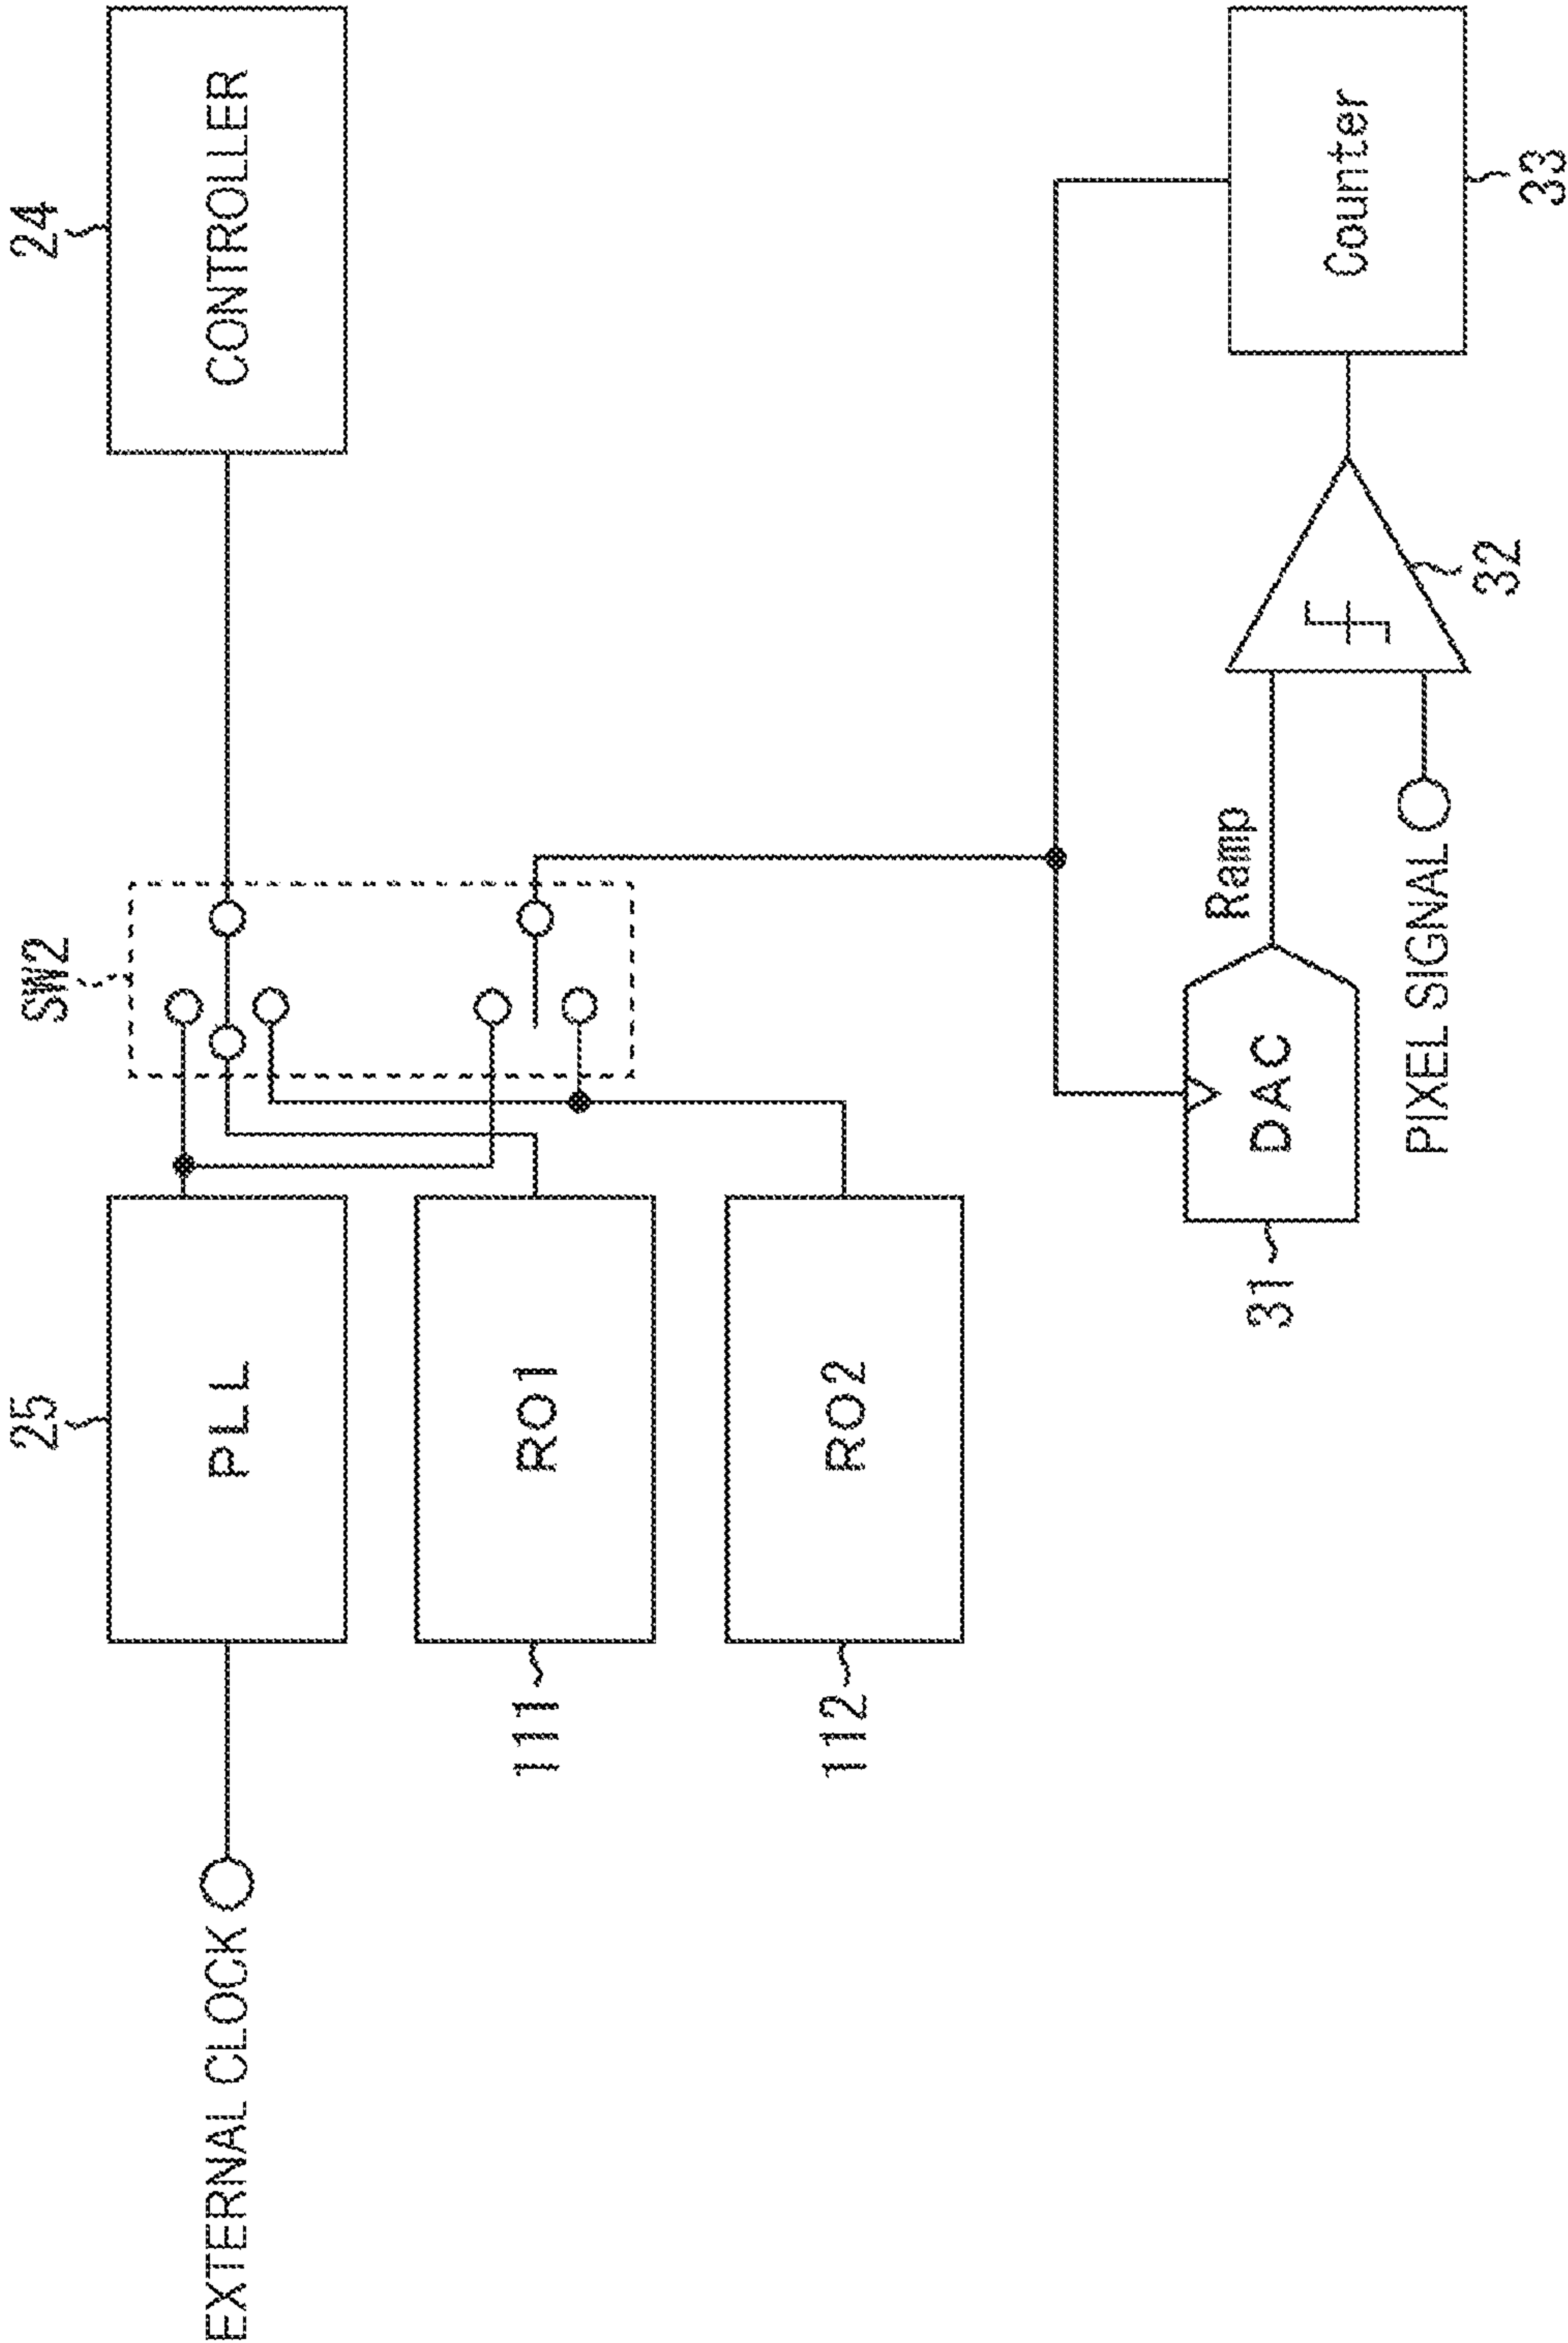 25
24
SW2
EXTERNAL CLOCK
PLL
CONTROLLER
RO1
111
RO2
112
Ramp
DAC
31
PIXEL SIGNAL
32
Counter
33